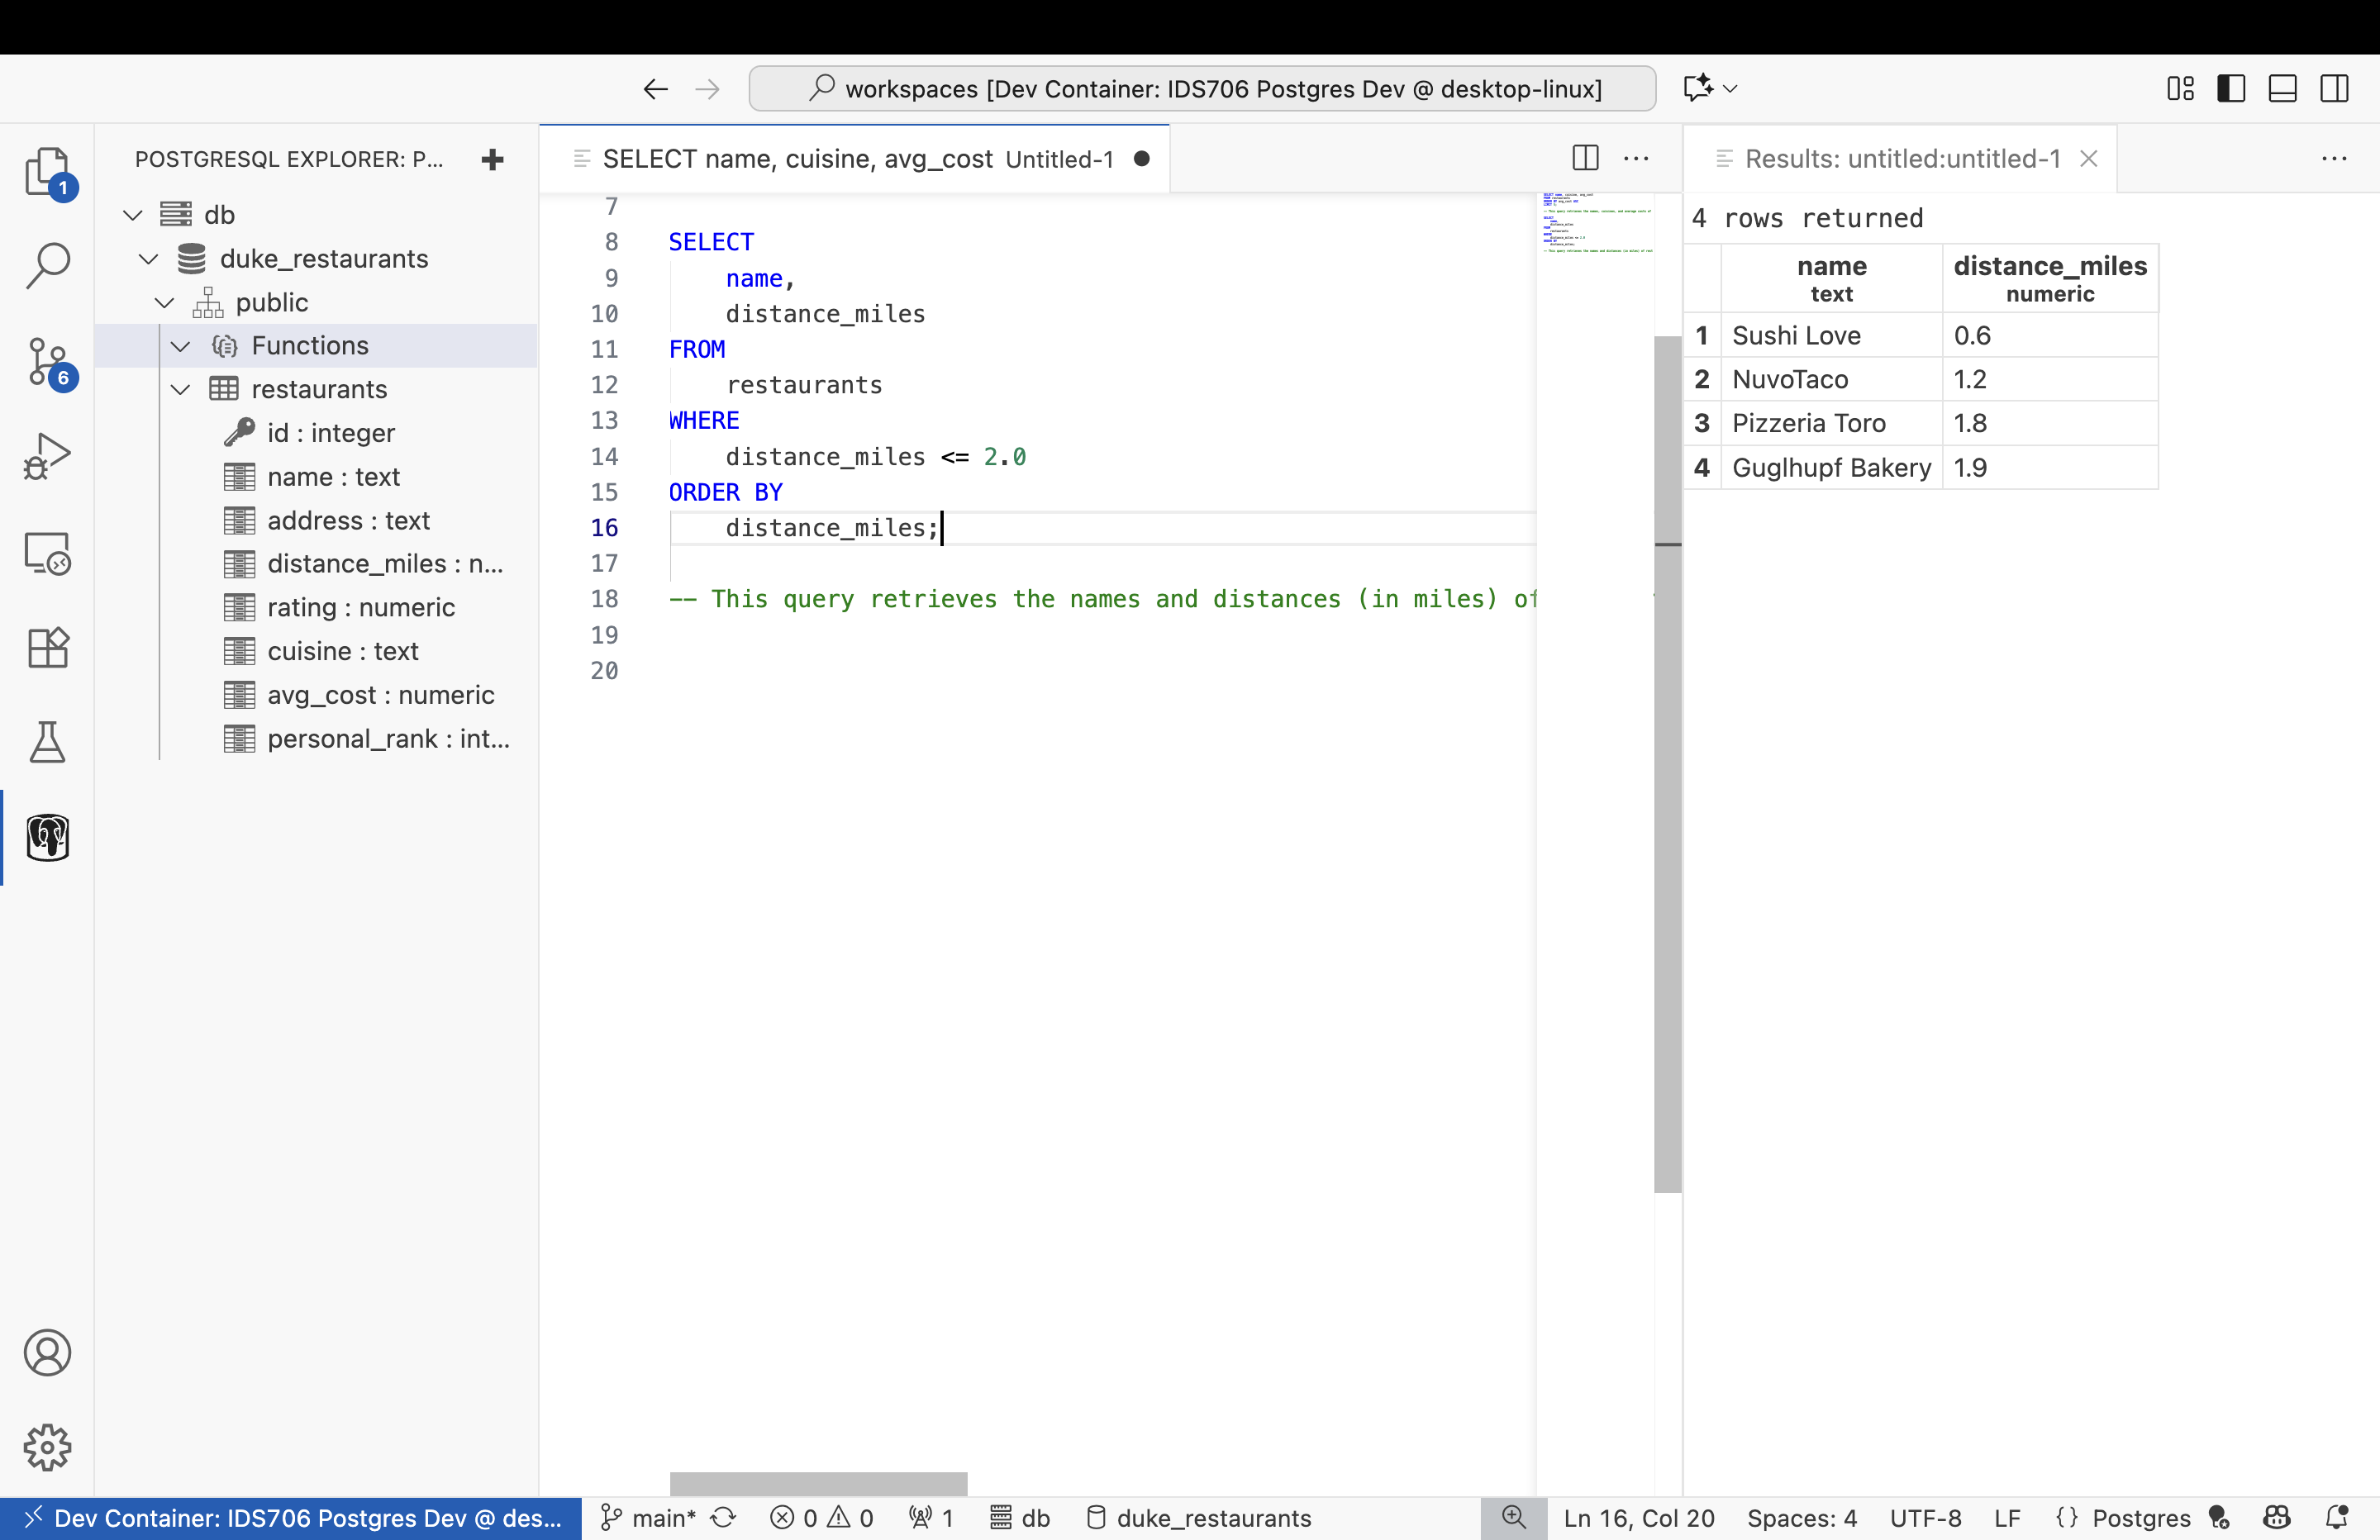 workspaces [Dev Container: IDS706 Postgres Dev @ desktop-linux]
POSTGRESQL EXPLORER: P...
db
duke_restaurants
public
Functions
restaurants
id : integer
name : text
address : text
distance_miles : n...
rating : numeric
cuisine : text
avg_cost : numeric
personal_rank : int...
1
6
SELECT name, cuisine, avg_cost Untitled-1
7
8 SELECT
9 name,
10 distance_miles
11 FROM
12 restaurants
13 WHERE
14 distance_miles <= 2.0
15 ORDER BY
16 distance_miles;
17
18 -- This query retrieves the names and distances (in miles) of
19
20
Results: untitled:untitled-1
4 rows returned
name distance_miles
text numeric
1 Sushi Love 0.6
2 NuvoTaco 1.2
3 Pizzeria Toro 1.8
4 Guglhupf Bakery 1.9
Dev Container: IDS706 Postgres Dev @ des... main* 0 0 1 db duke_restaurants Ln 16, Col 20 Spaces: 4 UTF-8 LF {} Postgres